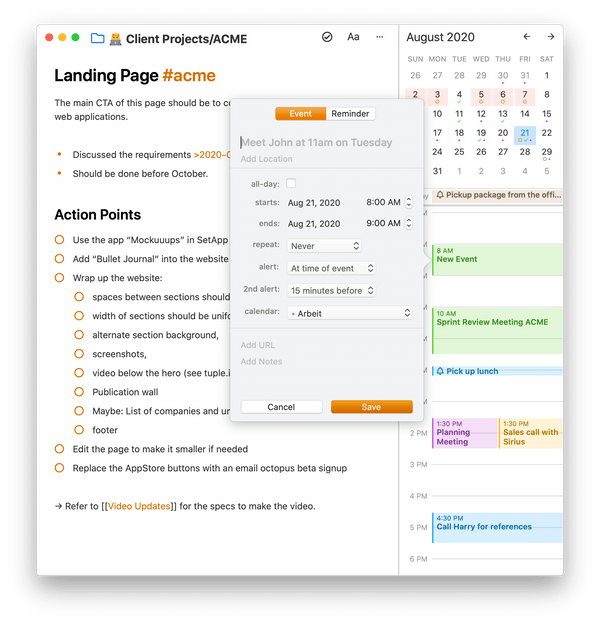 Client Projects/ACME
Aa
Landing Page #acme
The main CTA of this page should be to co
web applications.
Discussed the requirements >2020-0
Should be done before October.
Action Points
Use the app “Mockuuups” in SetApp
Add “Bullet Journal” into the website
Wrap up the website:
spaces between sections should
width of sections should be unifo
alternate section background,
screenshots,
video below the hero (see tuple.i
Publication wall
Maybe: List of companies and un
footer
Edit the page to make it smaller if needed
Replace the AppStore buttons with an email octopus beta signup
→ Refer to [[Video Updates]] for the specs to make the video.
Event
Reminder
Meet John at 11am on Tuesday
Add Location
all-day:
starts: Aug 21, 2020 8:00 AM
ends: Aug 21, 2020 9:00 AM
repeat: Never
alert: At time of event
2nd alert: 15 minutes before
calendar: • Arbeit
Add URL
Add Notes
Cancel
Save
August 2020
SUN MON TUE WED THU FRI SAT
26 27 28 29 30 31 1
2 3 4 5 6 7 8
10 11 12 13 14 15
17 18 19 20 21 22
24 25 26 27 28 29
31 1 2 3 4 5
Pickup package from the offi...
8 AM
New Event
10 AM
Sprint Review Meeting ACME
Pick up lunch
1:30 PM
Planning
Meeting
1:30 PM
Sales call with
Sirius
2 PM
3 PM
4 PM
4:30 PM
Call Harry for references
5 PM
6 PM